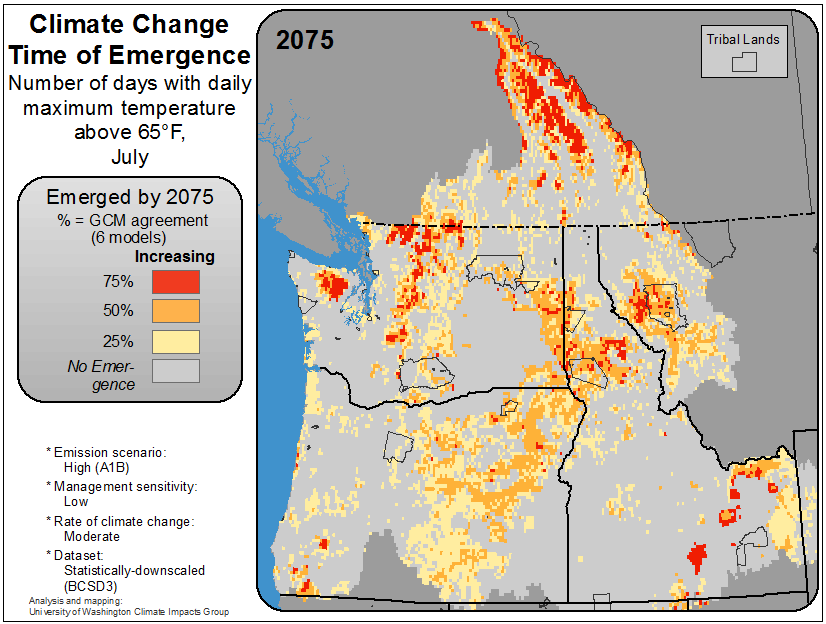 Climate Change
Time of Emergence
Number of days with daily
maximum temperature
above 65°F,
July
Emerged by 2075
% = GCM agreement
(6 models)
Increasing
75%
50%
25%
No Emer-
gence
* Emission scenario:
High (A1B)
* Management sensitivity:
Low
* Rate of climate change:
Moderate
* Dataset:
Statistically-downscaled
(BCSD3)
Analysis and mapping:
University of Washington Climate Impacts Group
2075
Tribal Lands